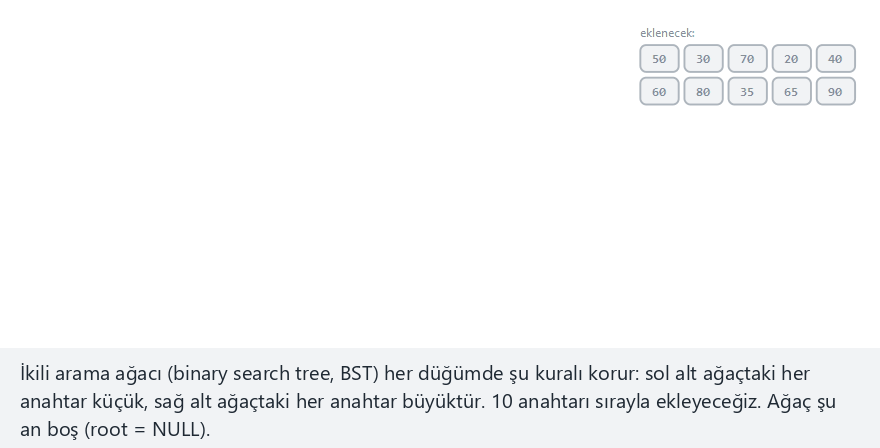 eklenecek:
50 30 70 20 40
60 80 35 65 90
İkili arama ağacı (binary search tree, BST) her düğümde şu kuralı korur: sol alt ağaçtaki her
anahtar küçük, sağ alt ağaçtaki her anahtar büyüktür. 10 anahtarı sırayla ekleyeceğiz. Ağaç şu
an boş (root = NULL).